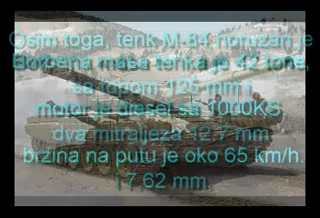 Osim toga, tenk M-84 noruzan je
Borbena masa tenka je 42 tone,
sa topom 125 mm i
motor je diesel sa 1000KS
dva mitraljeza 12.7 mm
brzina na putu je oko 65 km/h.
i 7.62 mm